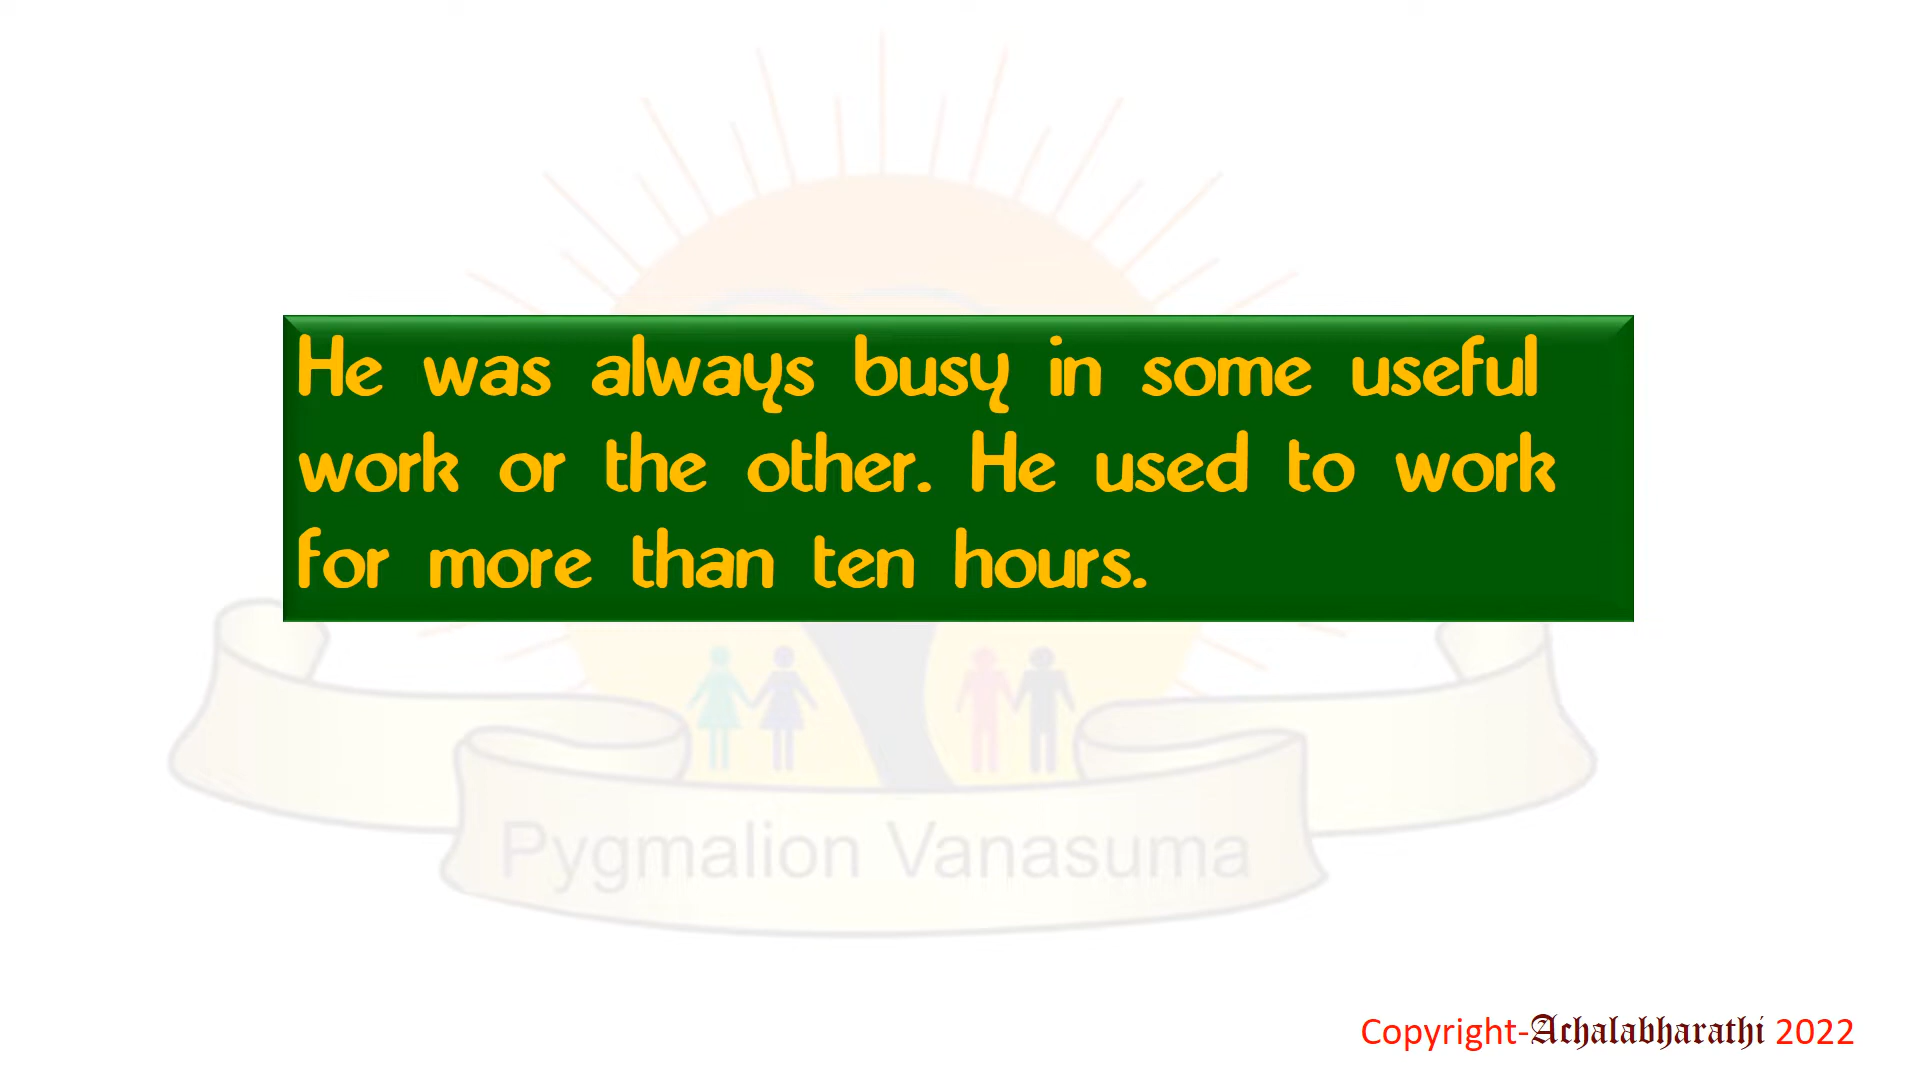 He was always busy in some useful
work or the other. He used to work
for more than ten hours.
Pygmalion Vanasuma
Copyright-Achalabharathi 2022